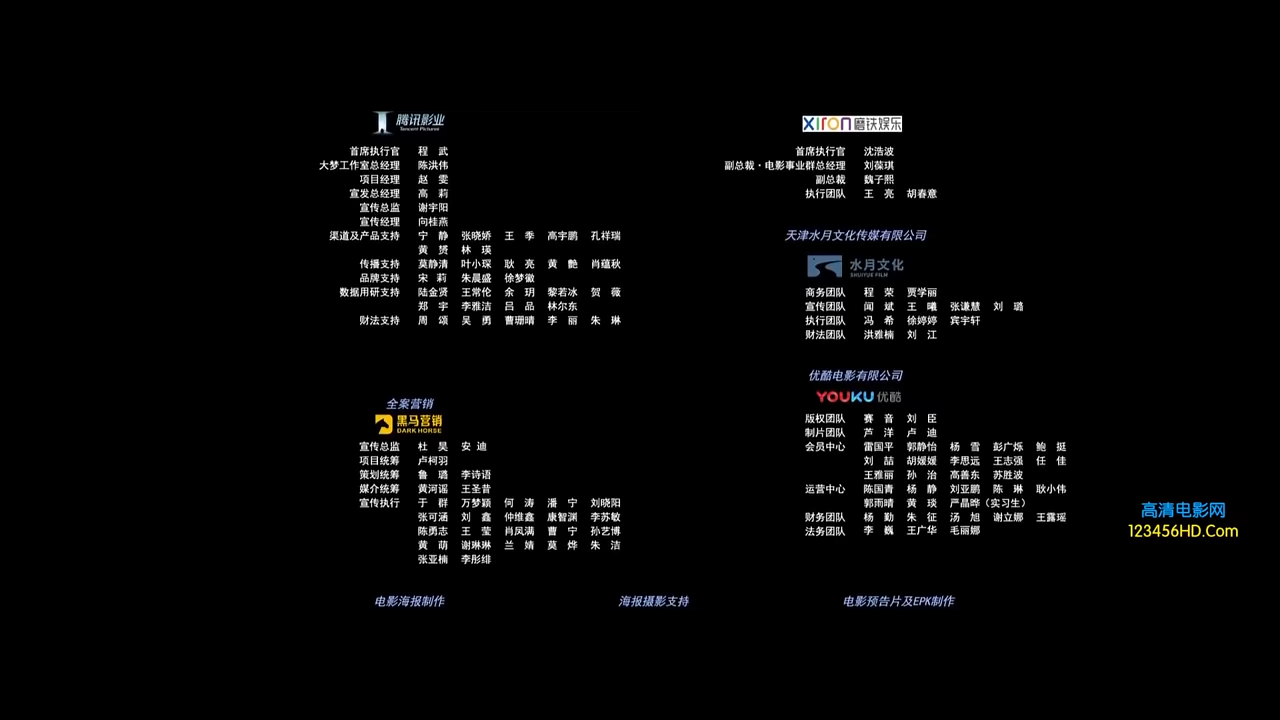 腾讯影业
Tencent Pictures
首席执行官 程 武
大梦工作室总经理 陈洪伟
项目经理 赵 雯
宣发总经理 高 莉
宣传总监 谢宇阳
宣传经理 向桂燕
渠道及产品支持 宁 静 张晓娇 王 季 高宇鹏 孔祥瑞
黄 赟 林 瑛
传播支持 莫静清 叶小琛 耿 亮 黄 艶 肖蕴秋
品牌支持 宋 莉 朱晨盛 徐梦徽
数据用研支持 陆金贤 王常伦 余 玥 黎若冰 贺 薇
郑 宇 李雅洁 吕 品 林尔东
财法支持 周 颂 吴 勇 曹珊晴 李 丽 朱 琳
全案营销
黑马营销
DARK HORSE
宣传总监 杜 昊 安 迪
项目统筹 卢柯羽
策划统筹 鲁 璐 李诗语
媒介统筹 黄河谣 王圣昔
宣传执行 于 群 万梦颖 何 涛 潘 宁 刘晓阳
张可涵 刘 鑫 仲维鑫 康智渊 李苏敏
陈勇志 王 莹 肖凤满 曹 宁 孙艺博
黄 萌 谢琳琳 兰 婧 莫 烨 朱 洁
张亚楠 李彤绯
XIRON磨铁娱乐
首席执行官 沈浩波
副总裁·电影事业群总经理 刘葆琪
副总裁 魏子熙
执行团队 王 亮 胡春意
天津水月文化传媒有限公司
水月文化
SHUIYUE FILM
商务团队 程 荣 贾学丽
宣传团队 闻 斌 王 曦 张谦慧 刘 璐
执行团队 冯 希 徐婷婷 宾宇轩
财法团队 洪雅楠 刘 江
优酷电影有限公司
YOUKU 优酷
版权团队 赛 音 刘 臣
制片团队 芦 洋 卢 迪
会员中心 雷国平 郭静怡 杨 雪 彭广烁 鲍 挺
刘 喆 胡媛媛 李思远 王志强 任 佳
王雅丽 孙 治 高善东 苏胜波
运营中心 陈国青 杨 静 刘亚鹏 陈 琳 耿小伟
郭雨晴 黄 琰 严晶晔（实习生）
财务团队 杨 勤 朱 征 汤 旭 谢立娜 王露瑶
法务团队 李 巍 王广华 毛丽娜
高清电影网
123456HD.Com
电影海报制作 海报摄影支持 电影预告片及EPK制作